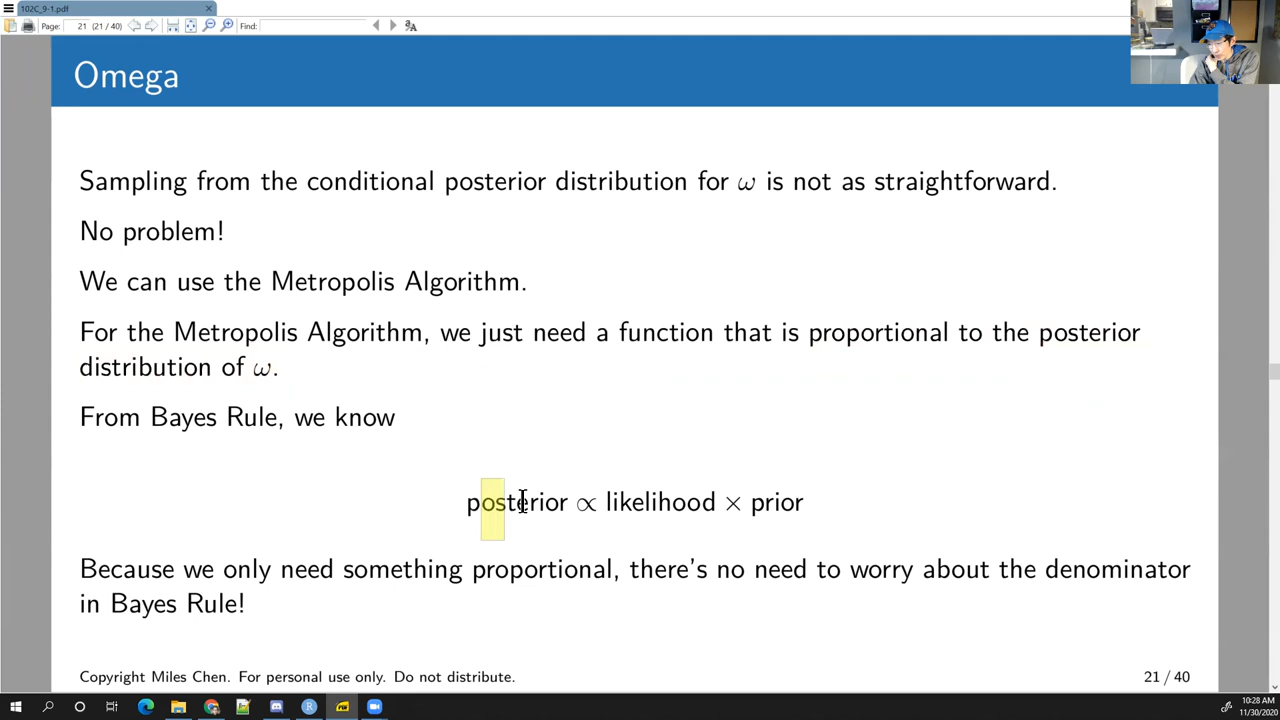 102C_9-1.pdf
Page: 21 (21 / 40) Find:
Omega
Sampling from the conditional posterior distribution for ω is not as straightforward.
No problem!
We can use the Metropolis Algorithm.
For the Metropolis Algorithm, we just need a function that is proportional to the posterior
distribution of ω.
From Bayes Rule, we know
posterior ∝ likelihood × prior
Because we only need something proportional, there's no need to worry about the denominator
in Bayes Rule!
Copyright Miles Chen. For personal use only. Do not distribute. 21 / 40
10:28 AM
11/30/2020